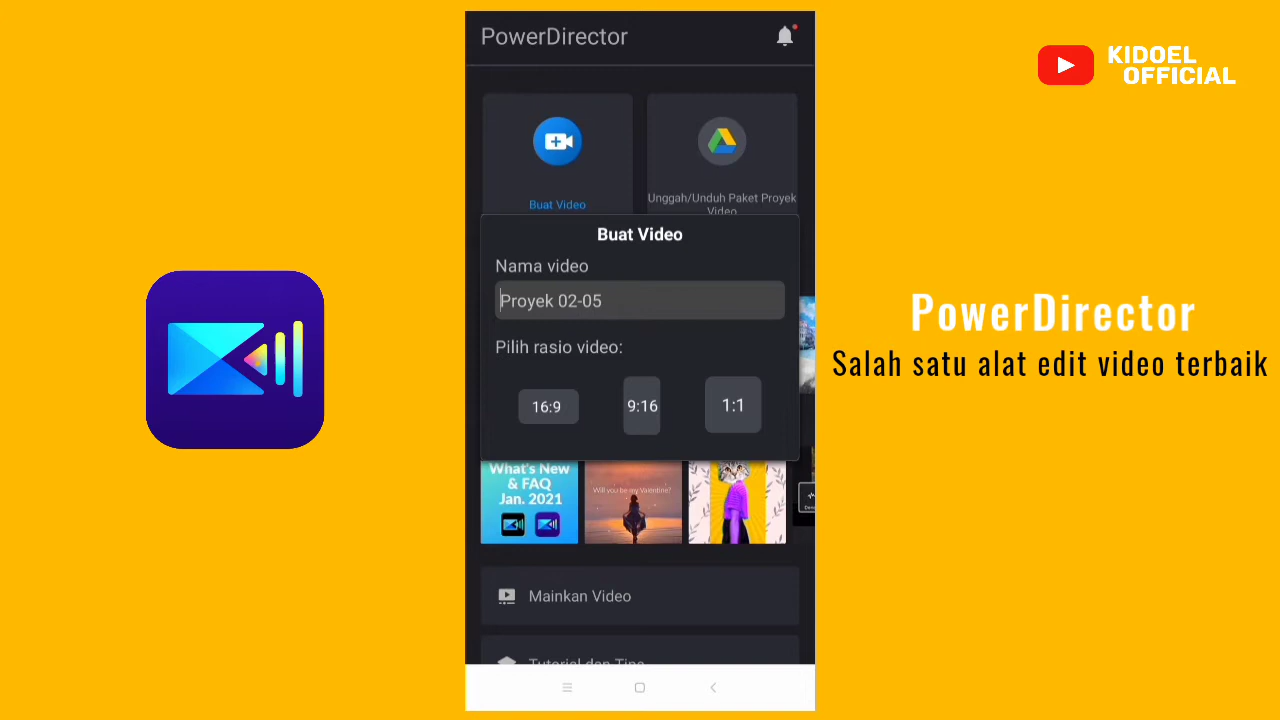 PowerDirector
KIDOEL
OFFICIAL
Buat Video
Unggah/Unduh Paket Proyek
Video
Buat Video
Nama video
Proyek 02-05
Pilih rasio video:
16:9
9:16
1:1
PowerDirector
Salah satu alat edit video terbaik
What's New
& FAQ
Jan. 2021
Will you be my Valentine?
Mainkan Video
Tutorial dan Tips